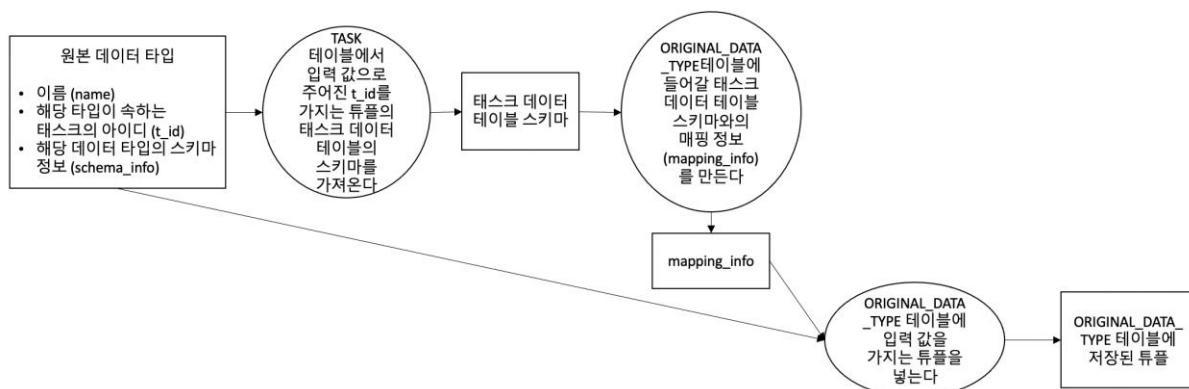 원본 데이터 타입
• 이름 (name)
• 해당 타입이 속하는
태스크의 아이디 (t_id)
• 해당 데이터 타입의 스키마
정보 (schema_info)
TASK
테이블에서
입력 값으로
주어진 t_id를
가지는 튜플의
태스크 데이터
테이블의
스키마를
가져온다
태스크 데이터
테이블 스키마
ORIGINAL_DATA
_TYPE테이블에
들어갈 태스크
데이터 테이블
스키마와의
매핑 정보
(mapping_info)
를 만든다
mapping_info
ORIGINAL_DATA
_TYPE 테이블에
입력 값을
가지는 튜플을
넣는다
ORIGINAL_DATA_
TYPE 테이블에
저장된 튜플